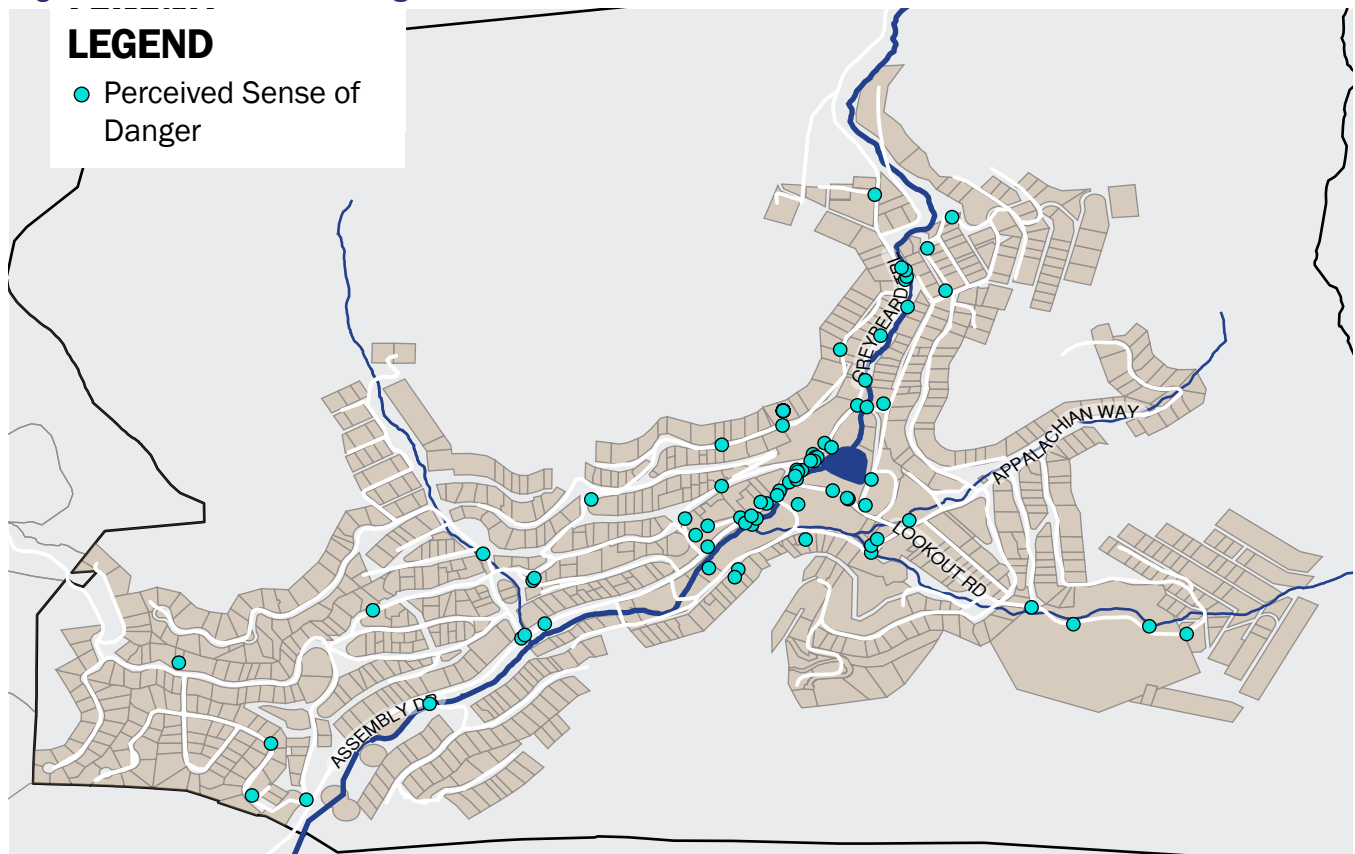 LEGEND
Perceived Sense of
Danger
GREYBEARD TRL
APPALACHIAN WAY
LOOKOUT RD
ASSEMBLY DR